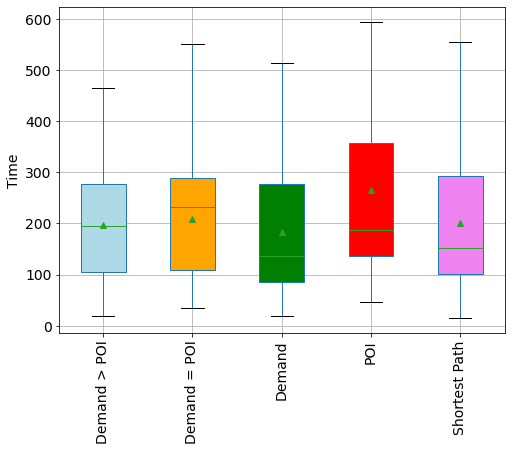 600
500
400
300
200
100
0
Time
Demand > POI
Demand = POI
Demand
POI
Shortest Path